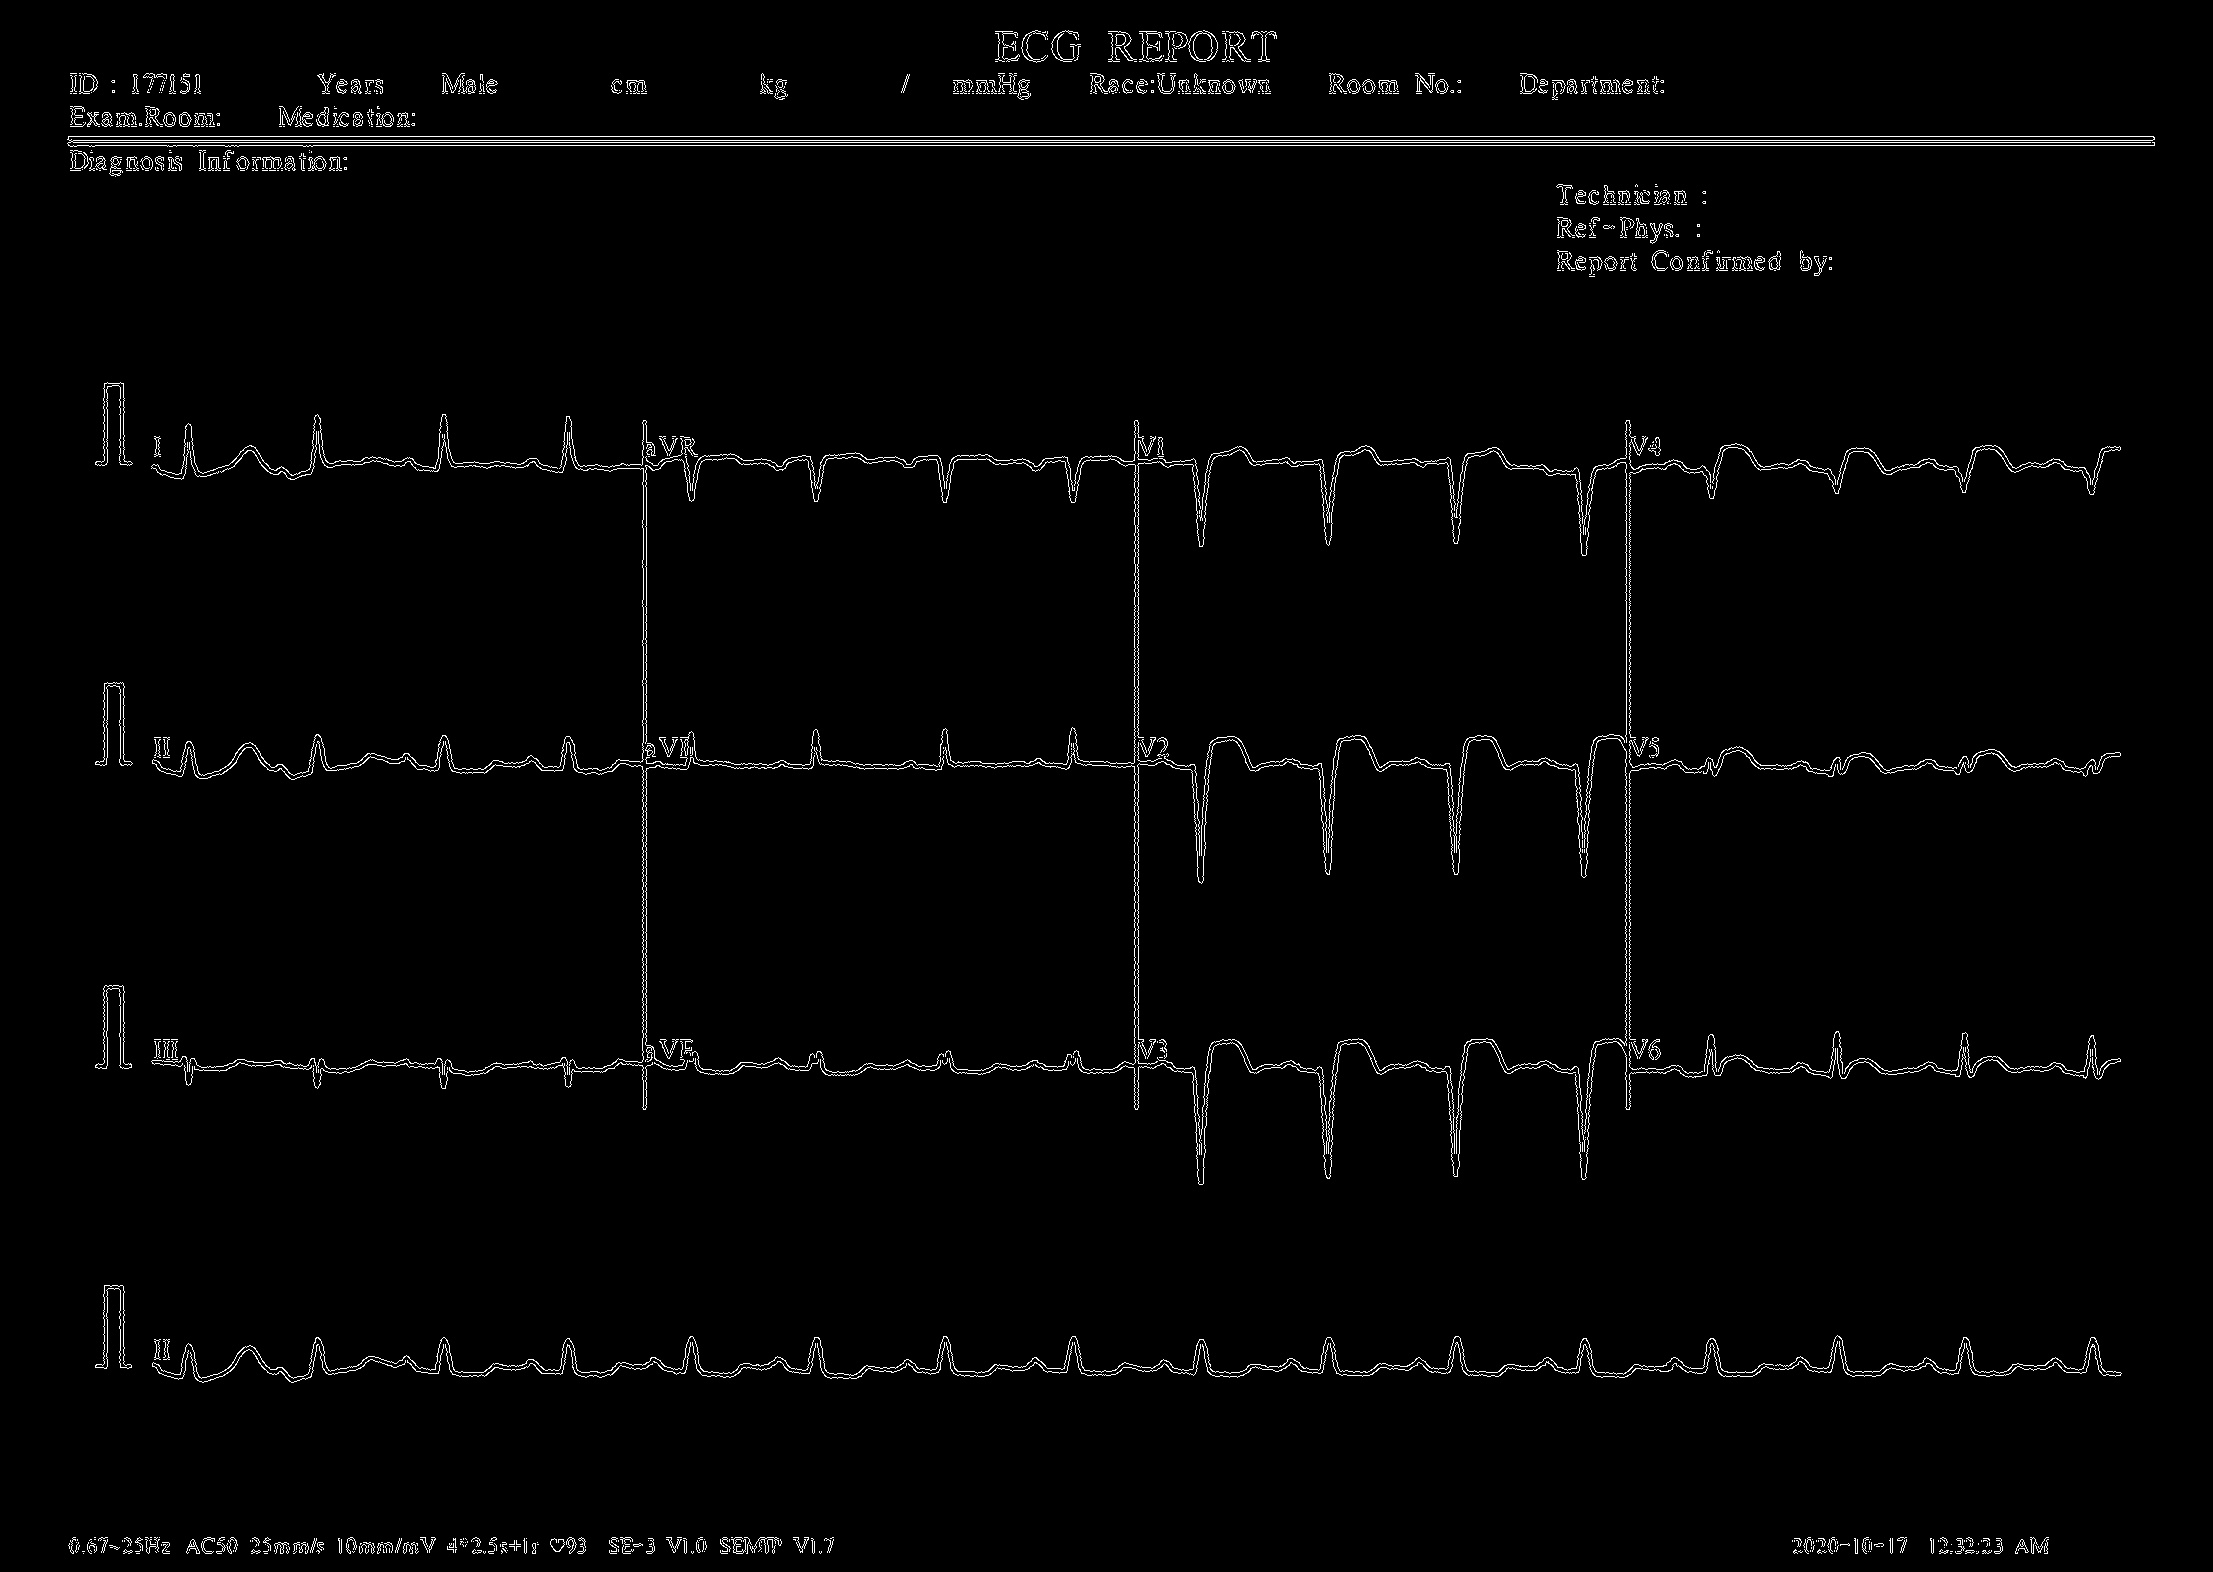 ECG REPORT
ID : 177151 Years Male cm kg / mmHg Race:Unknown Room No.: Department:
Exam.Room: Medication:
Diagnosis Information:
Technician :
Ref-Phys. :
Report Confirmed by:
I aVR V1 V4
II aVL V2 V5
III aVF V3 V6
II
0.67~25Hz AC50 25mm/s 10mm/mV 4*2.5s+1r ♡93 SE-3 V1.0 SEMIP V1.7 2020-10-17 12:32:23 AM